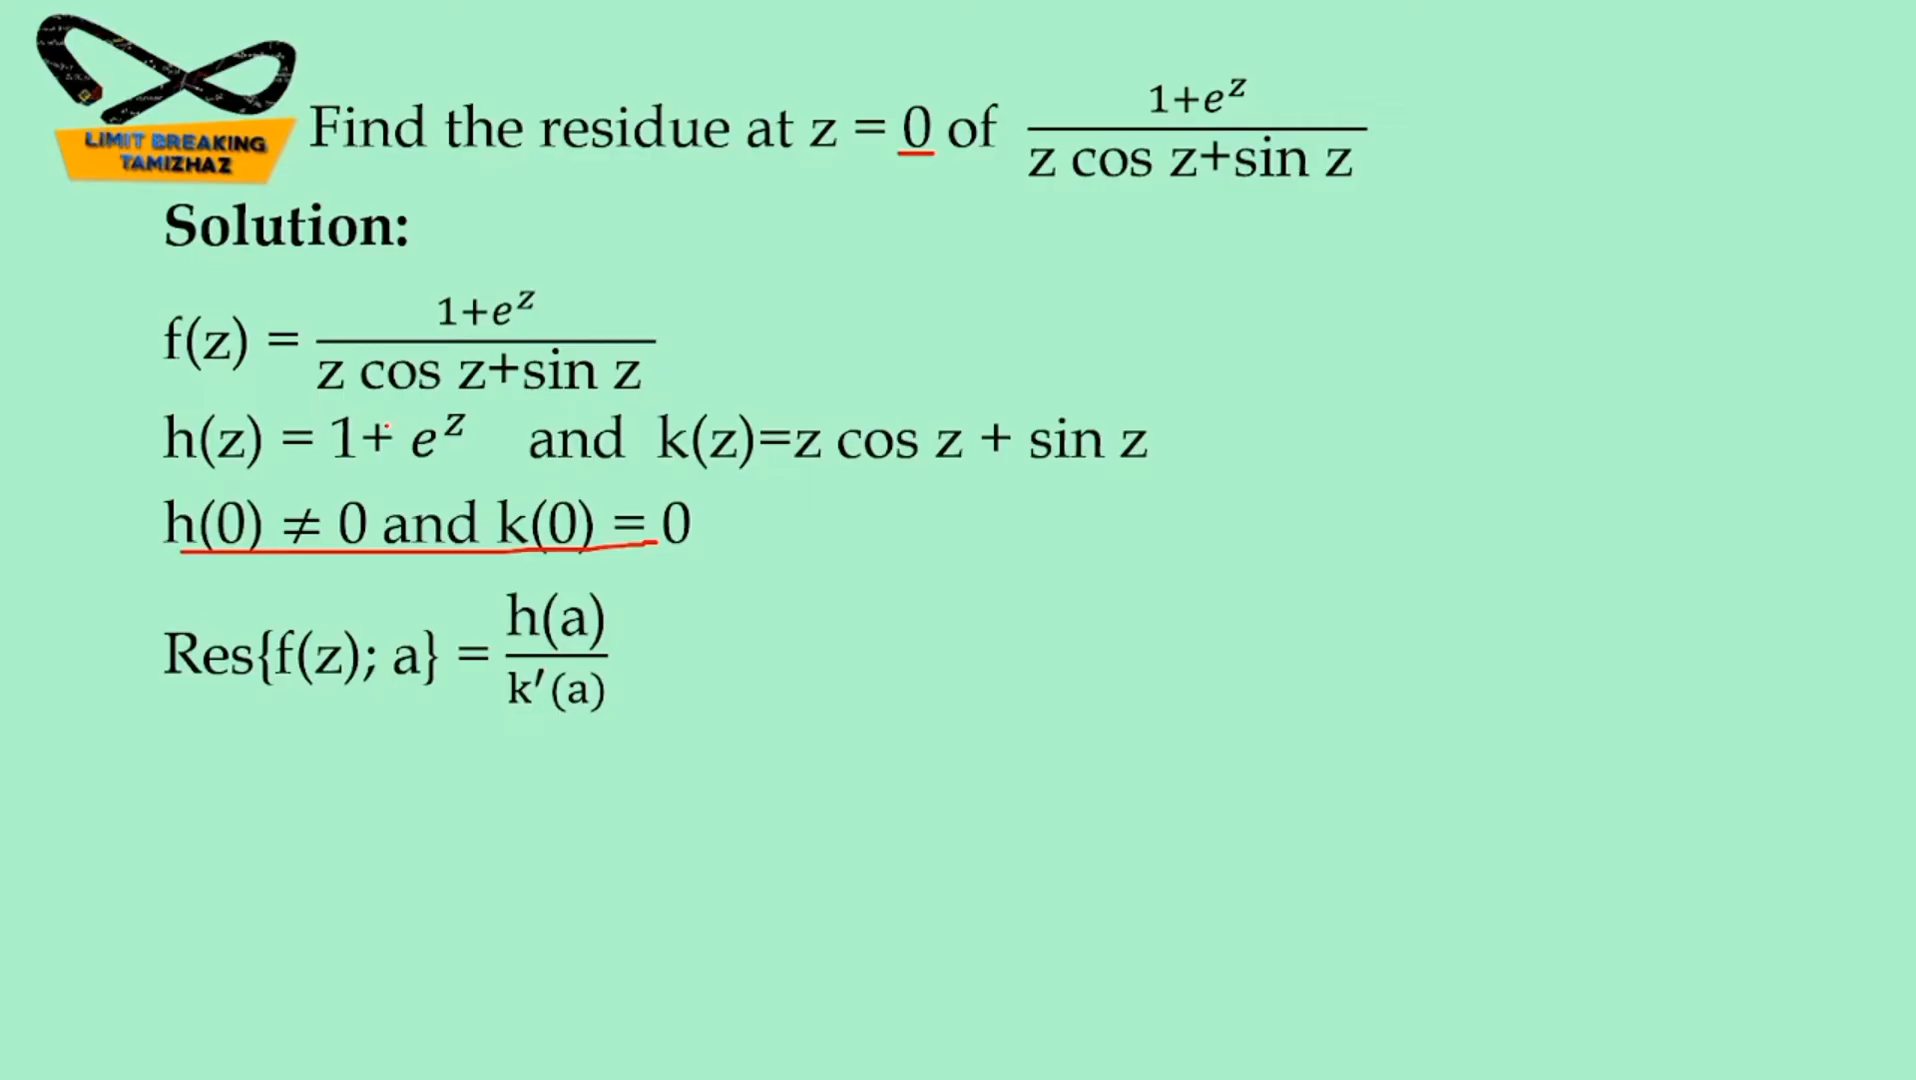 LIMIT BREAKING
TAMIZHAZ
Find the residue at z = 0 of (1+e^z)/(z cos z+sin z)
Solution:
f(z) = (1+e^z)/(z cos z+sin z)
h(z) = 1+ e^z and k(z)=z cos z + sin z
h(0) ≠ 0 and k(0) = 0
Res{f(z); a} = h(a)/k′(a)